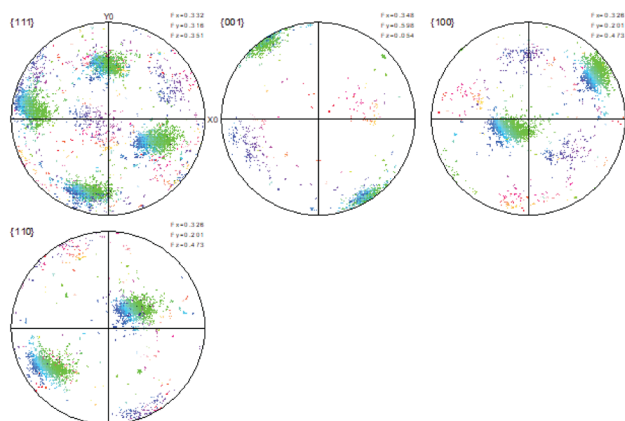 {111}
Y0
Fx=0.332
Fy=0.316
Fz=0.351
X0
{001}
Fx=0.348
Fy=0.598
Fz=0.054
{100}
Fx=0.326
Fy=0.201
Fz=0.473
{110}
Fx=0.326
Fy=0.201
Fz=0.473